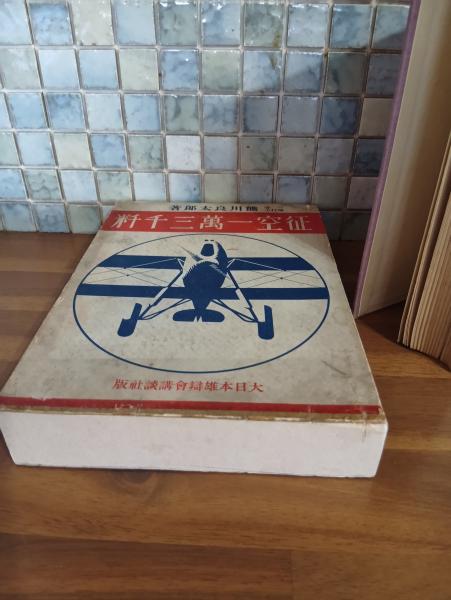 熊川良太郎著
征空一萬三千粁
大日本雄辯會講談社版